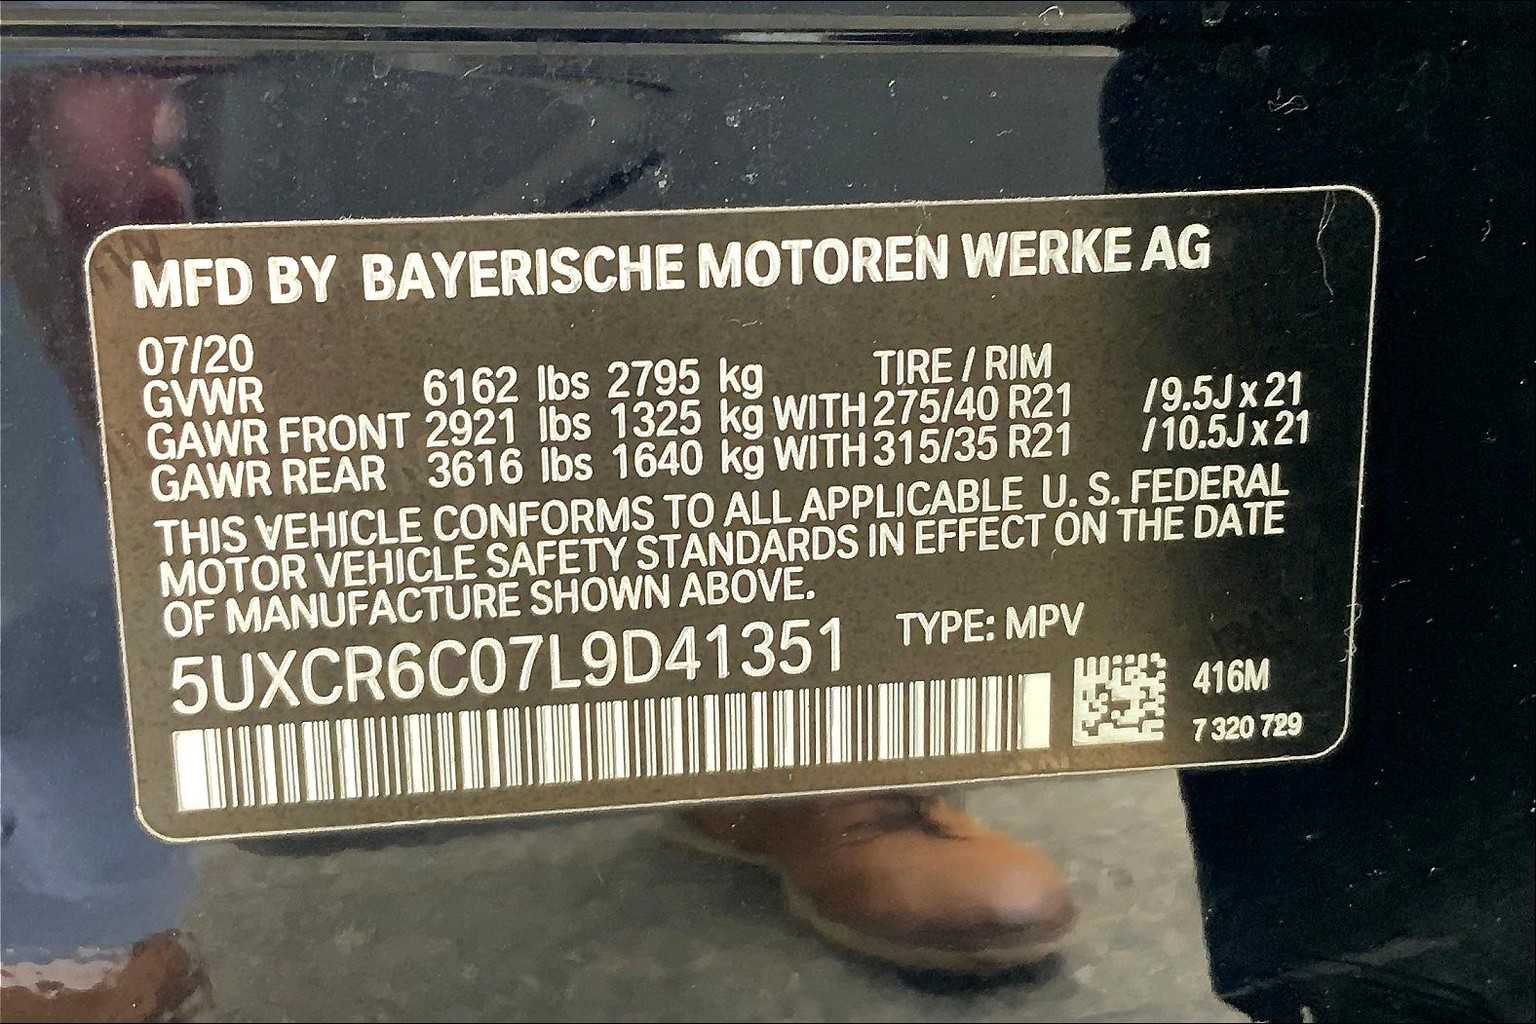 MFD BY BAYERISCHE MOTOREN WERKE AG
07/20
TIRE / RIM
GVWR 6162 lbs 2795 kg
GAWR FRONT 2921 lbs 1325 kg WITH 275/40 R21 /9.5J x 21
GAWR REAR 3616 lbs 1640 kg WITH 315/35 R21 /10.5J x 21
THIS VEHICLE CONFORMS TO ALL APPLICABLE U. S. FEDERAL
MOTOR VEHICLE SAFETY STANDARDS IN EFFECT ON THE DATE
OF MANUFACTURE SHOWN ABOVE.
5UXCR6C07L9D41351 TYPE: MPV
416M
7 320 729